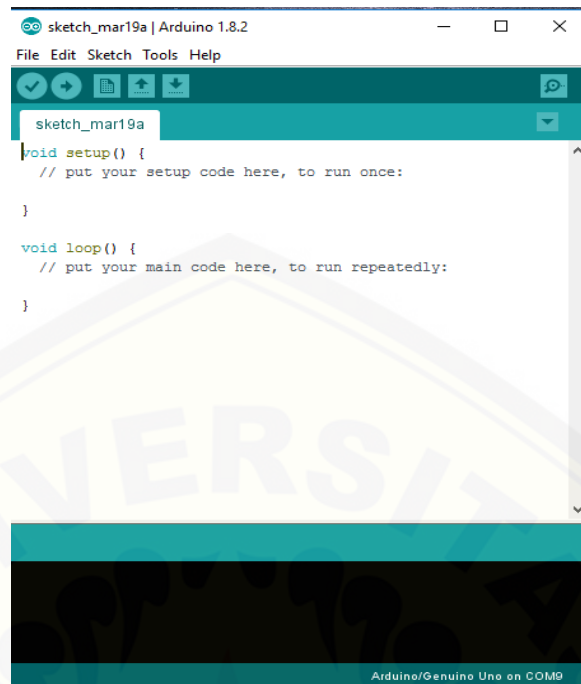 sketch_mar19a | Arduino 1.8.2
File Edit Sketch Tools Help
sketch_mar19a
void setup() {
// put your setup code here, to run once:
}
void loop() {
// put your main code here, to run repeatedly:
}
VERSITA
Arduino/Genuino Uno on COM9